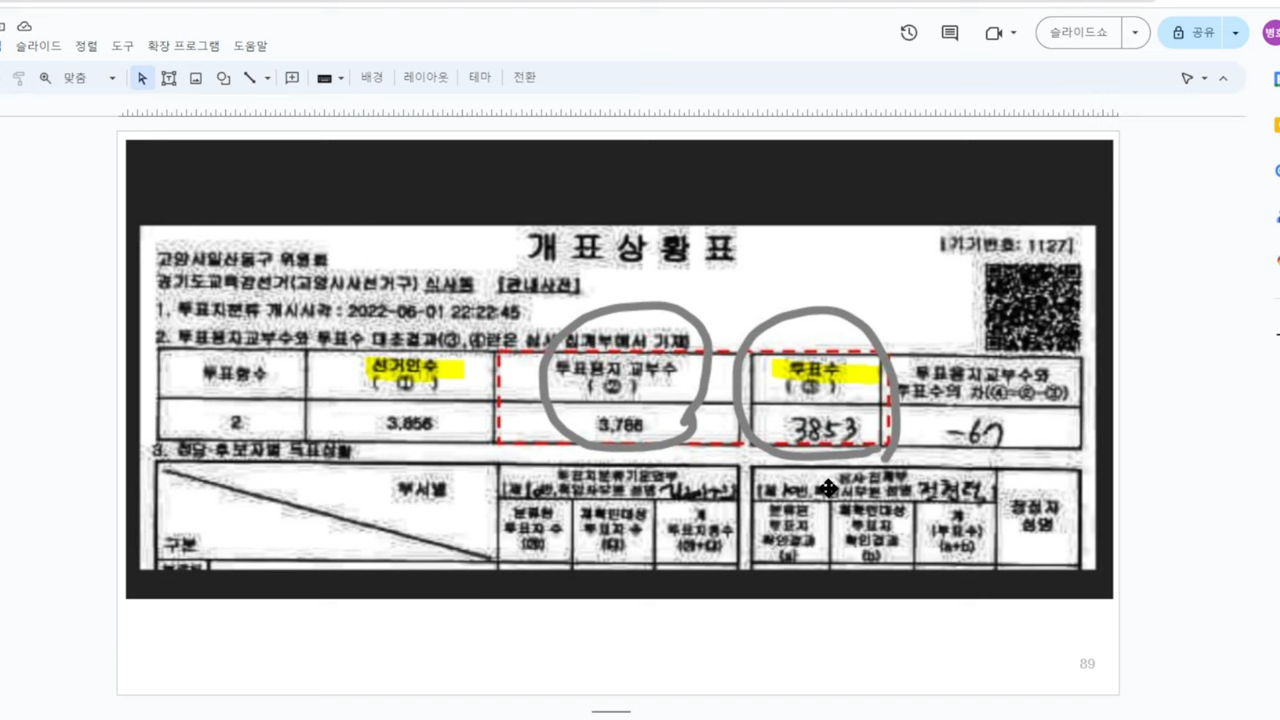 슬라이드 정렬 도구 확장 프로그램 도움말
슬라이드쇼
공유
맞춤
배경 레이아웃 테마 전환
개표상황표
[기기번호: 1127]
고양시일산동구 위원회
경기도교육감선거(고양시사선거구) 식사동 [관내사전]
1. 투표지분류 개시시각 : 2022-06-01 22:22:45
2. 투표용지교부수와 투표수 대조결과(③,④란은 심사집계부에서 기재)
투표함수
선거인수
( ① )
투표용지 교부수
( ② )
투표수
( ③ )
투표용지교부수와
투표수의 차(④=②-③)
2
3,856
3,786
3853
-67
3. 정당·후보자별 득표상황
부서별
구분
투표지분류기운영부
분류된
투표지 수
재확인대상
투표지 수
계
투표지총수
심사·집계부
분류된
투표지
확인결과
(a)
재확인대상
투표지
확인결과
(b)
계
(투표수)
(a+b)
정정자
성명
89